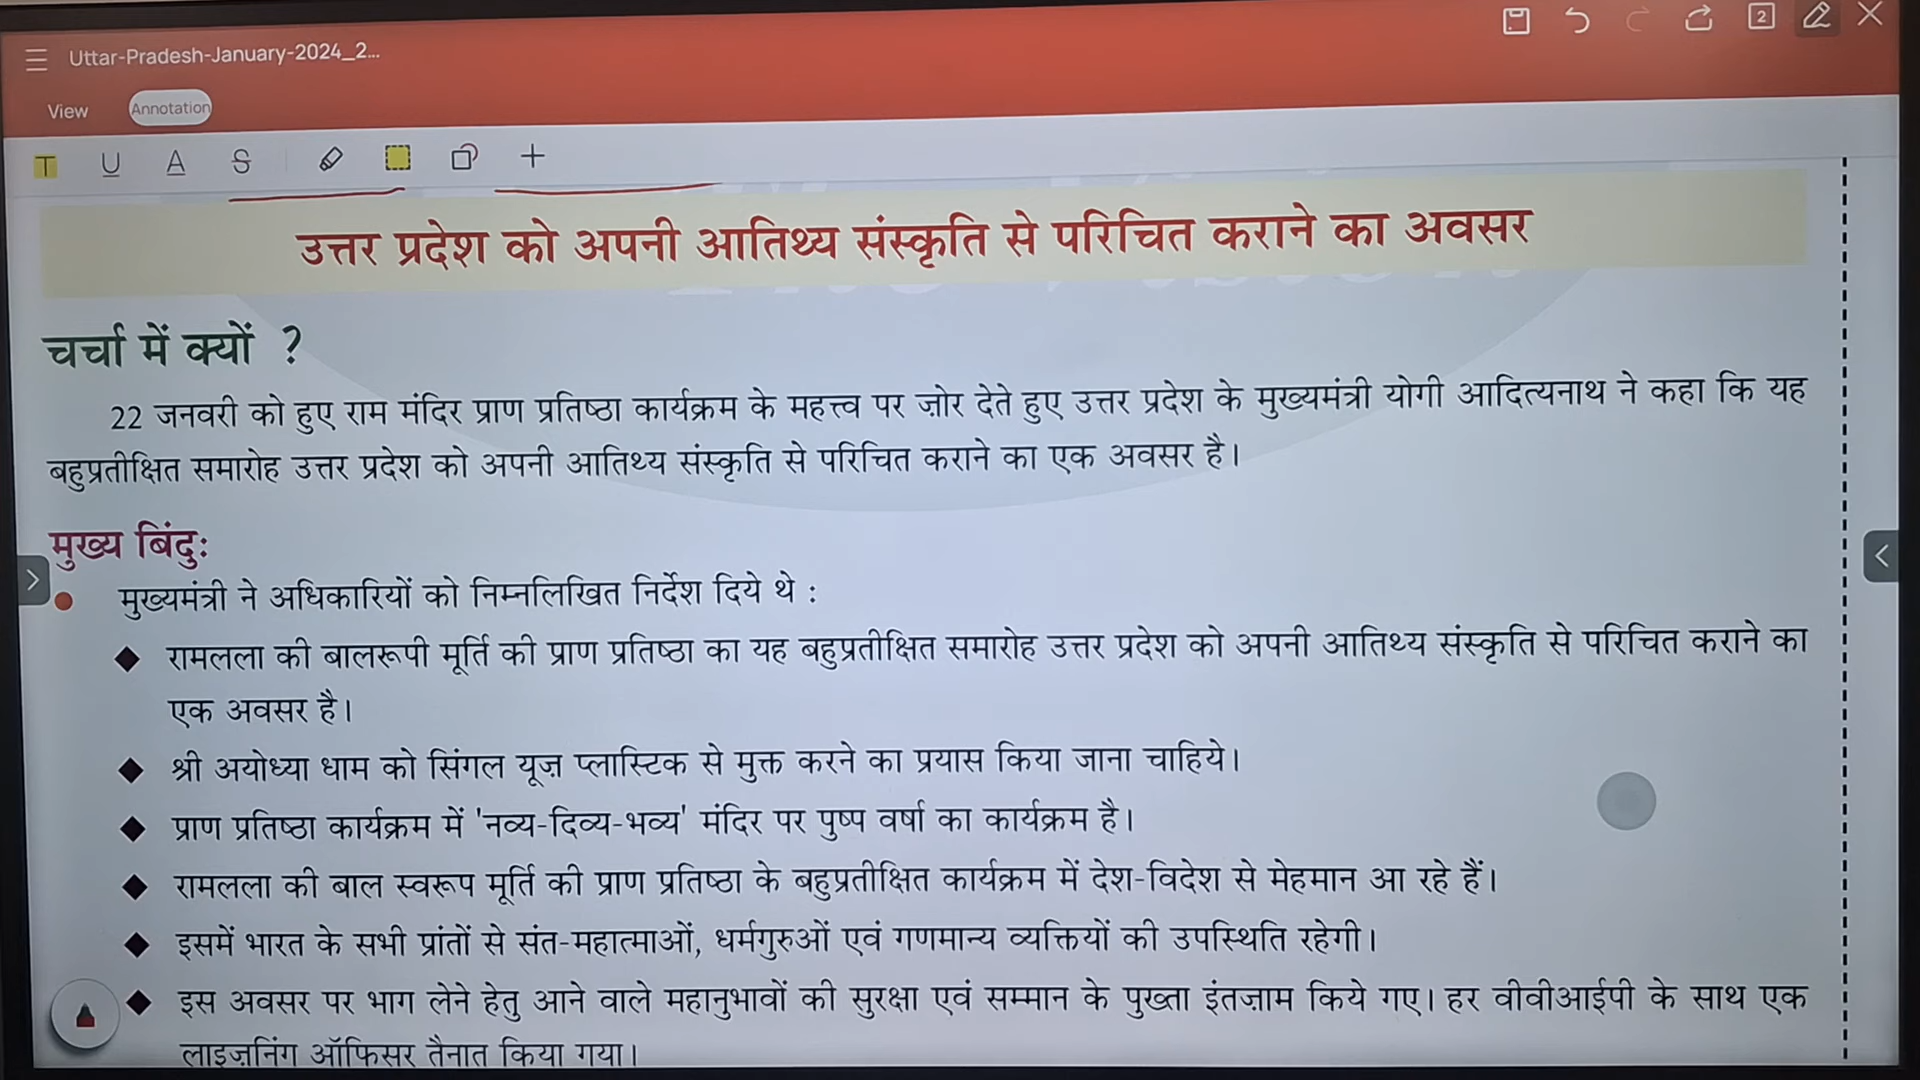 Uttar-Pradesh-January-2024_2...
2
View
Annotation
T U A S
उत्तर प्रदेश को अपनी आतिथ्य संस्कृति से परिचित कराने का अवसर
चर्चा में क्यों ?
22 जनवरी को हुए राम मंदिर प्राण प्रतिष्ठा कार्यक्रम के महत्त्व पर ज़ोर देते हुए उत्तर प्रदेश के मुख्यमंत्री योगी आदित्यनाथ ने कहा कि यह
बहुप्रतीक्षित समारोह उत्तर प्रदेश को अपनी आतिथ्य संस्कृति से परिचित कराने का एक अवसर है।
मुख्य बिंदु:
● मुख्यमंत्री ने अधिकारियों को निम्नलिखित निर्देश दिये थे :
◆ रामलला की बालरूपी मूर्ति की प्राण प्रतिष्ठा का यह बहुप्रतीक्षित समारोह उत्तर प्रदेश को अपनी आतिथ्य संस्कृति से परिचित कराने का
एक अवसर है।
◆ श्री अयोध्या धाम को सिंगल यूज़ प्लास्टिक से मुक्त करने का प्रयास किया जाना चाहिये।
◆ प्राण प्रतिष्ठा कार्यक्रम में 'नव्य-दिव्य-भव्य' मंदिर पर पुष्प वर्षा का कार्यक्रम है।
◆ रामलला की बाल स्वरूप मूर्ति की प्राण प्रतिष्ठा के बहुप्रतीक्षित कार्यक्रम में देश-विदेश से मेहमान आ रहे हैं।
◆ इसमें भारत के सभी प्रांतों से संत-महात्माओं, धर्मगुरुओं एवं गणमान्य व्यक्तियों की उपस्थिति रहेगी।
◆ इस अवसर पर भाग लेने हेतु आने वाले महानुभावों की सुरक्षा एवं सम्मान के पुख्ता इंतज़ाम किये गए। हर वीवीआईपी के साथ एक
लाइज़निंग ऑफिसर तैनात किया गया।